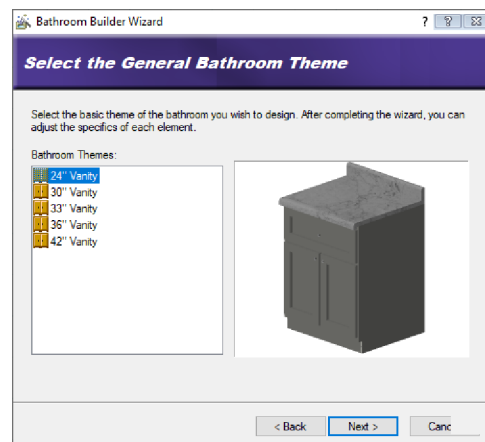 Bathroom Builder Wizard ? ?
Select the General Bathroom Theme
Select the basic theme of the bathroom you wish to design. After completing the wizard, you can
adjust the specifics of each element.
Bathroom Themes:
24" Vanity
30" Vanity
33" Vanity
36" Vanity
42" Vanity
< Back Next > Canc